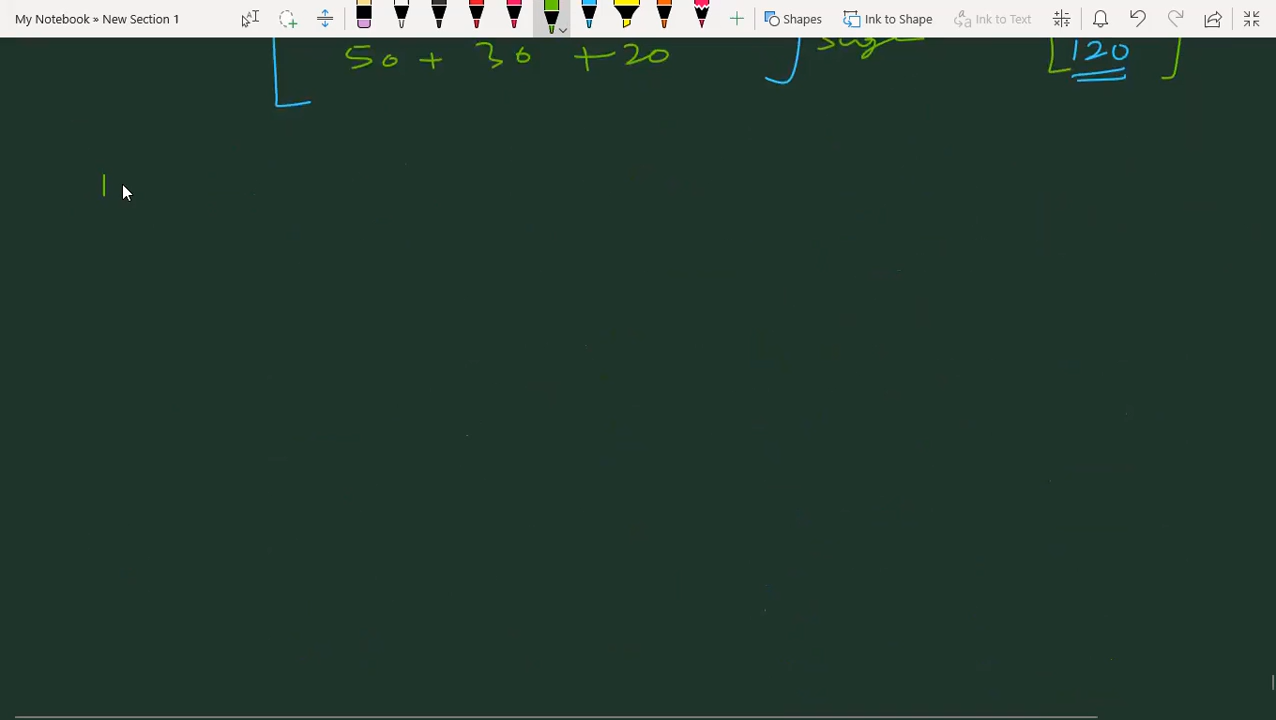 My Notebook » New Section 1
Shapes
Ink to Shape
Ink to Text
50 + 30 + 20
[120]